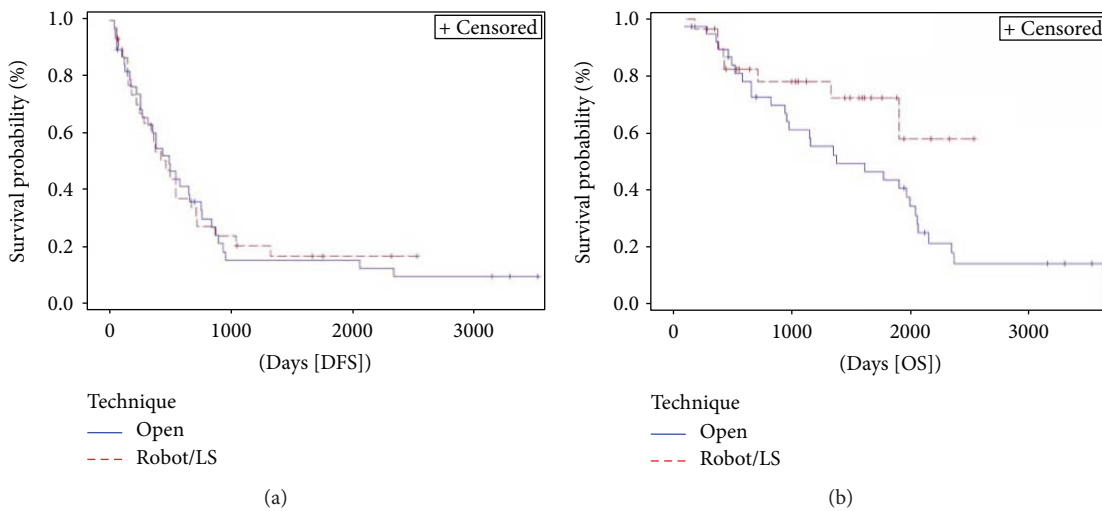 1.0
0.8
0.6
0.4
0.2
0.0
Survival probability (%)
+ Censored
0
1000
2000
3000
(Days [DFS])
Technique
Open
Robot/LS
(a)
1.0
0.8
0.6
0.4
0.2
0.0
Survival probability (%)
+ Censored
0
1000
2000
3000
(Days [OS])
Technique
Open
Robot/LS
(b)